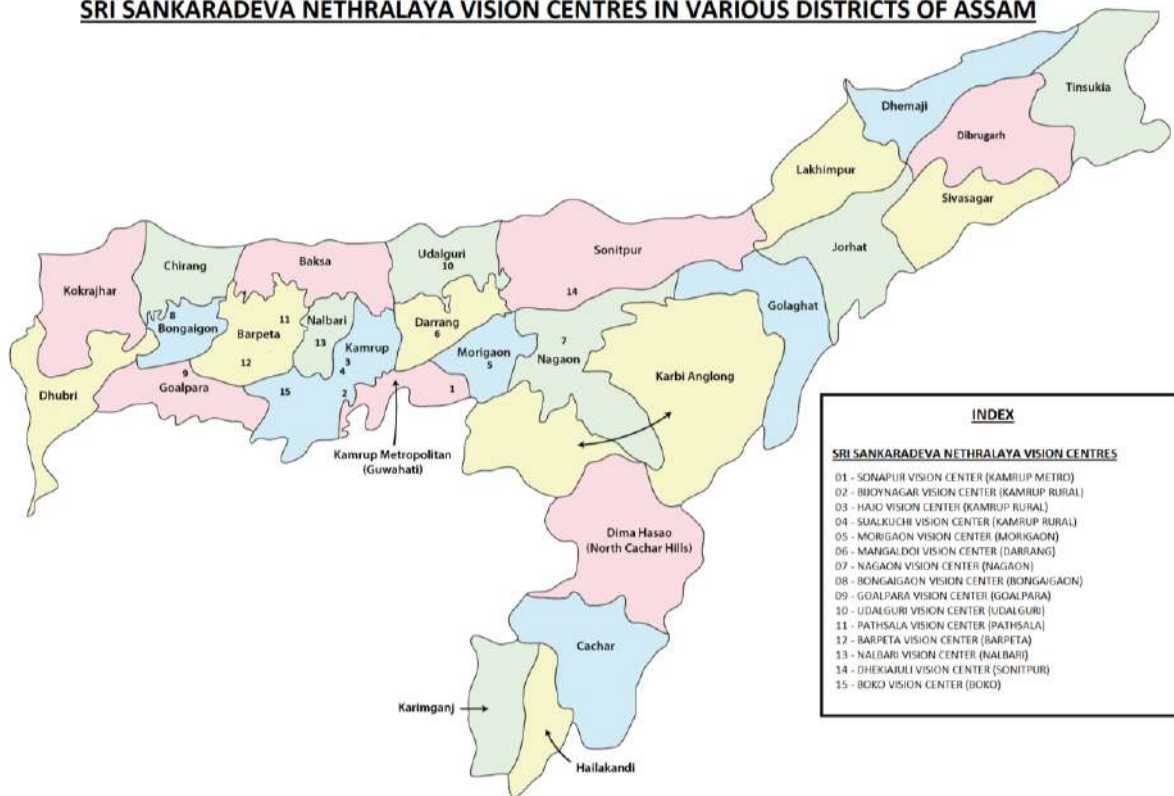 SRI SANKARADEVA NETHRALAYA VISION CENTRES IN VARIOUS DISTRICTS OF ASSAM
Tinsukia
Dhemaji
Dibrugarh
Lakhimpur
Sivasagar
Jorhat
Udalguri
10
Sonitpur
14
Baksa
Chirang
Kokrajhar
Golaghat
8
Bongaigon
11
Barpeta
12
Nalbari
13
Kamrup
3
4
Darrang
6
Morigaon
5
7
Nagaon
Karbi Anglong
9
Goalpara
Dhubri
15
2
1
Kamrup Metropolitan
(Guwahati)
Dima Hasao
(North Cachar Hills)
Cachar
Karimganj
Hailakandi
INDEX
SRI SANKARADEVA NETHRALAYA VISION CENTRES
01 - SONAPUR VISION CENTER (KAMRUP METRO)
02 - BIJOYNAGAR VISION CENTER (KAMRUP RURAL)
03 - HAJO VISION CENTER (KAMRUP RURAL)
04 - SUALKUCHI VISION CENTER (KAMRUP RURAL)
05 - MORIGAON VISION CENTER (MORIGAON)
06 - MANGALDOI VISION CENTER (DARRANG)
07 - NAGAON VISION CENTER (NAGAON)
08 - BONGAIGAON VISION CENTER (BONGAIGAON)
09 - GOALPARA VISION CENTER (GOALPARA)
10 - UDALGURI VISION CENTER (UDALGURI)
11 - PATHSALA VISION CENTER (PATHSALA)
12 - BARPETA VISION CENTER (BARPETA)
13 - NALBARI VISION CENTER (NALBARI)
14 - DHEKIAJULI VISION CENTER (SONITPUR)
15 - BOKO VISION CENTER (BOKO)